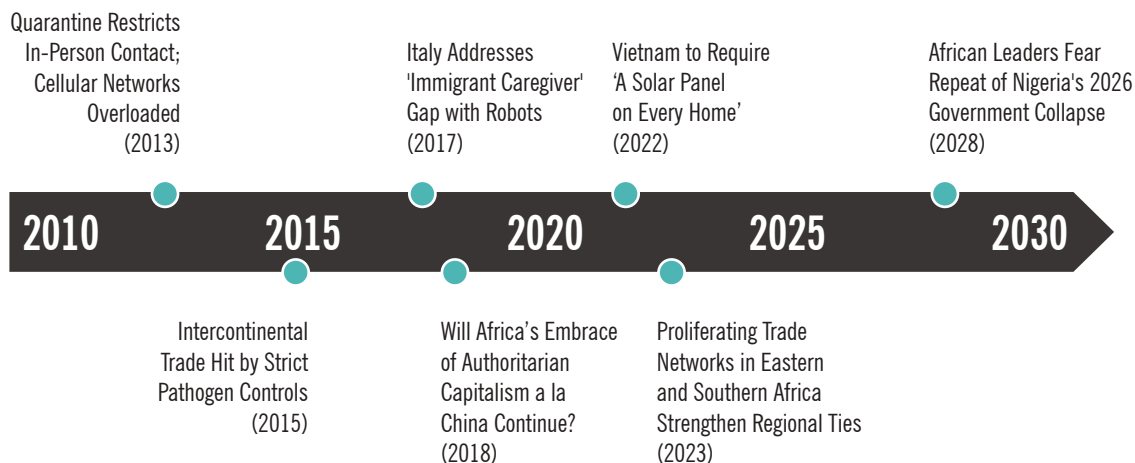 Quarantine Restricts
In-Person Contact;
Cellular Networks
Overloaded
(2013)
Italy Addresses
'Immigrant Caregiver'
Gap with Robots
(2017)
Vietnam to Require
‘A Solar Panel
on Every Home’
(2022)
African Leaders Fear
Repeat of Nigeria's 2026
Government Collapse
(2028)
2010 2015 2020 2025 2030
Intercontinental
Trade Hit by Strict
Pathogen Controls
(2015)
Will Africa’s Embrace
of Authoritarian
Capitalism a la
China Continue?
(2018)
Proliferating Trade
Networks in Eastern
and Southern Africa
Strengthen Regional Ties
(2023)